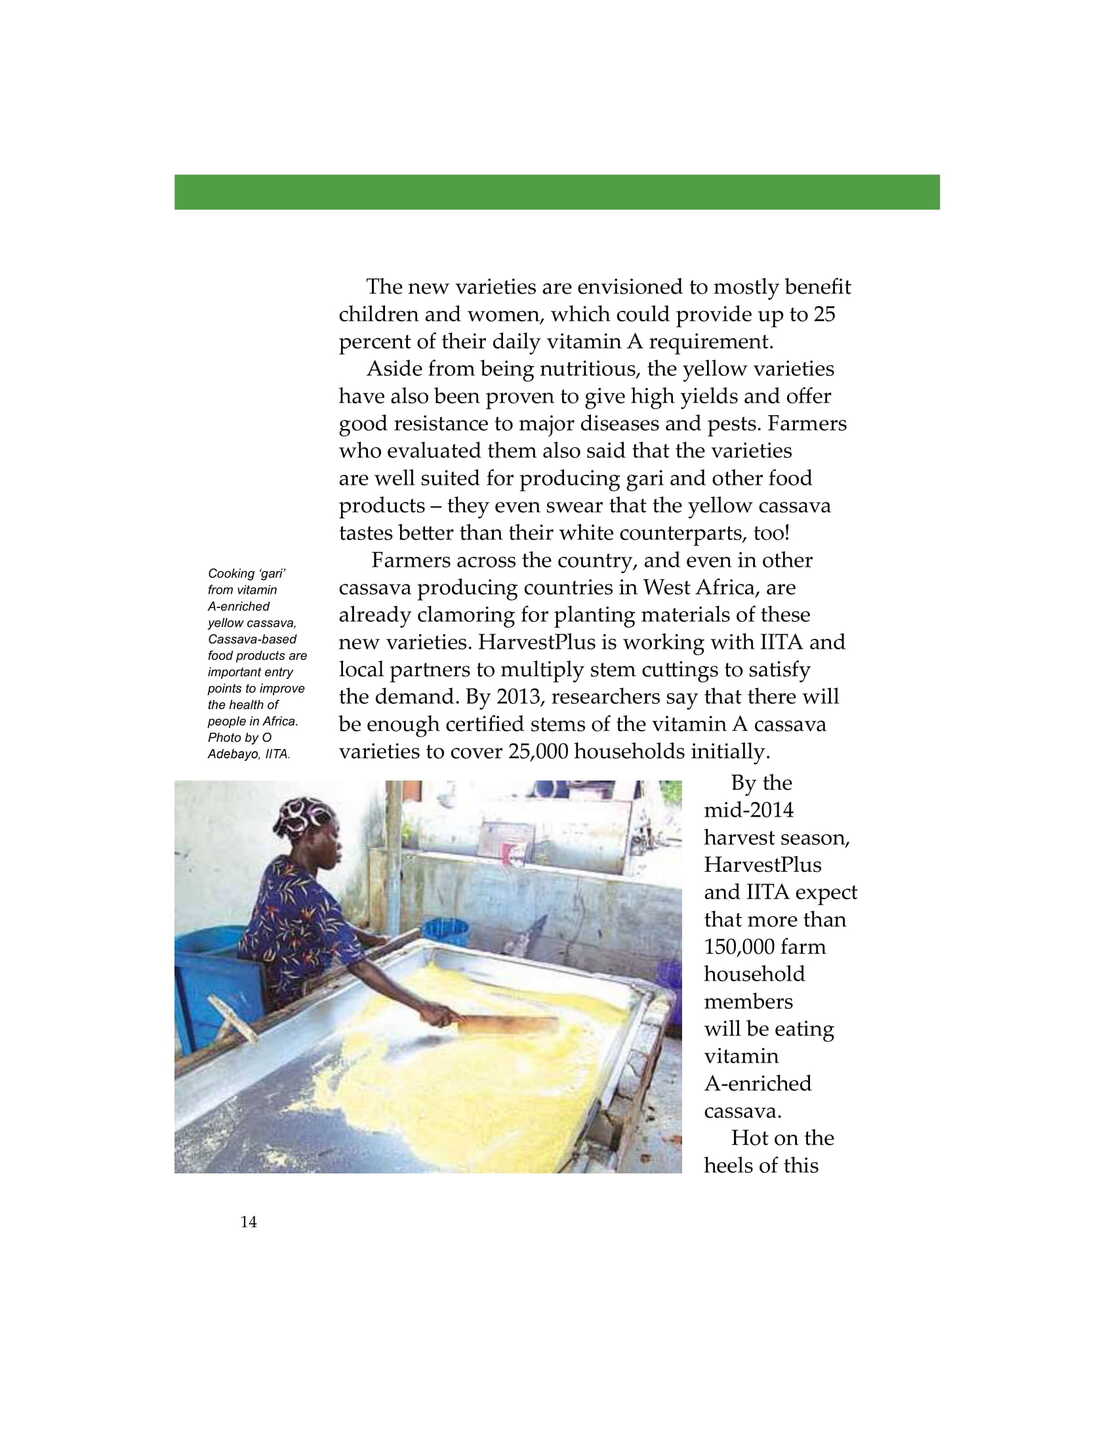 The new varieties are envisioned to mostly benefit
children and women, which could provide up to 25
percent of their daily vitamin A requirement.
Aside from being nutritious, the yellow varieties
have also been proven to give high yields and offer
good resistance to major diseases and pests. Farmers
who evaluated them also said that the varieties
are well suited for producing gari and other food
products – they even swear that the yellow cassava
tastes better than their white counterparts, too!
Farmers across the country, and even in other
cassava producing countries in West Africa, are
already clamoring for planting materials of these
new varieties. HarvestPlus is working with IITA and
local partners to multiply stem cuttings to satisfy
the demand. By 2013, researchers say that there will
be enough certified stems of the vitamin A cassava
varieties to cover 25,000 households initially.
Cooking ‘gari’
from vitamin
A-enriched
yellow cassava,
Cassava-based
food products are
important entry
points to improve
the health of
people in Africa.
Photo by O
Adebayo, IITA.
By the
mid-2014
harvest season,
HarvestPlus
and IITA expect
that more than
150,000 farm
household
members
will be eating
vitamin
A-enriched
cassava.
Hot on the
heels of this
14